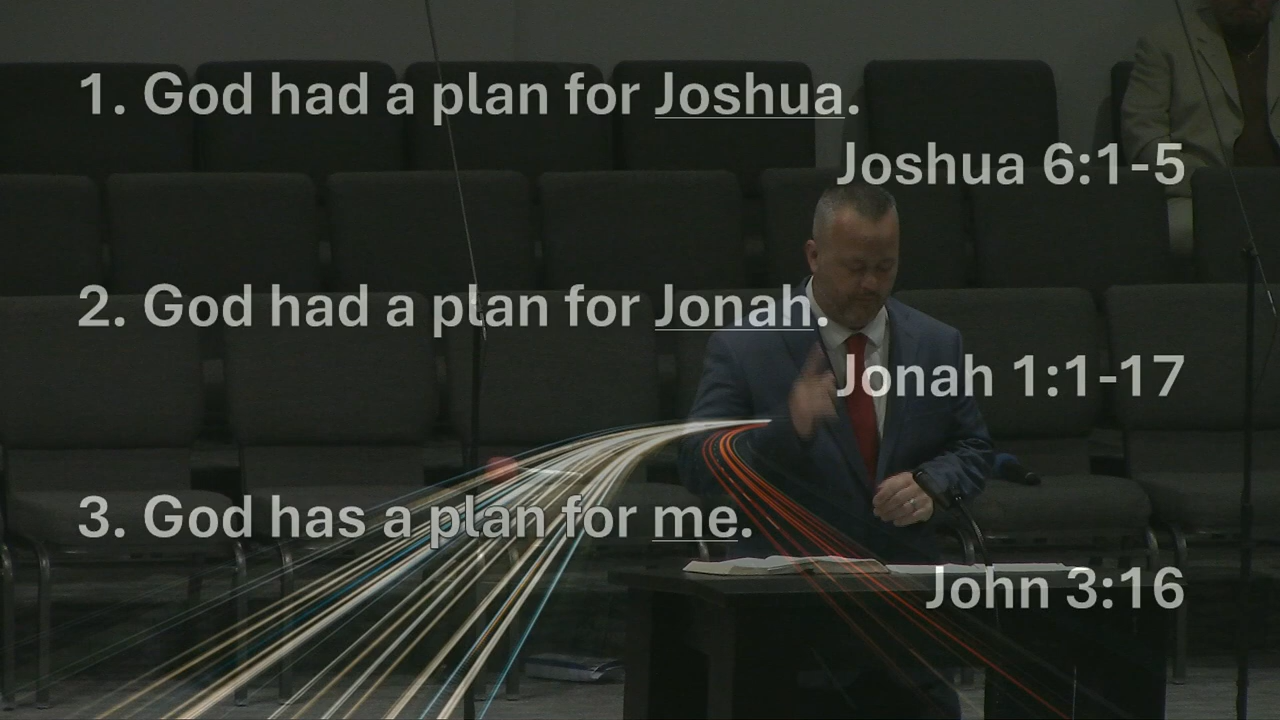 1. God had a plan for Joshua.
Joshua 6:1-5
2. God had a plan for Jonah.
Jonah 1:1-17
3. God has a plan for me.
John 3:16